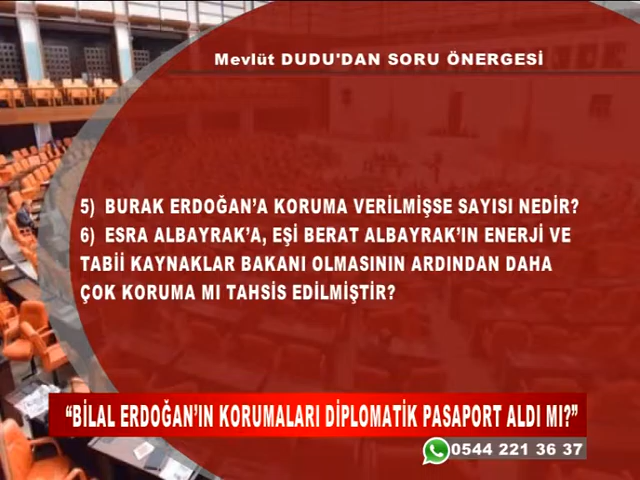 Mevlüt DUDU'DAN SORU ÖNERGESİ
5) BURAK ERDOĞAN'A KORUMA VERİLMİŞSE SAYISI NEDİR?
6) ESRA ALBAYRAK'A, EŞİ BERAT ALBAYRAK'IN ENERJİ VE
TABİİ KAYNAKLAR BAKANI OLMASININ ARDINDAN DAHA
ÇOK KORUMA MI TAHSİS EDİLMİŞTİR?
“BİLAL ERDOĞAN'IN KORUMALARI DİPLOMATİK PASAPORT ALDI MI?”
0544 221 36 37